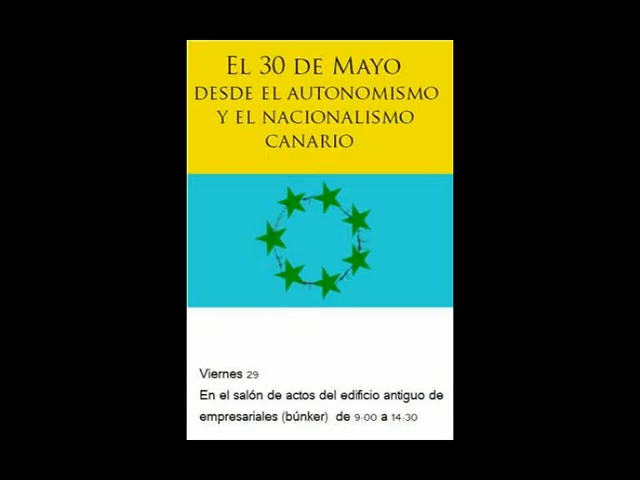 EL 30 DE MAYO
DESDE EL AUTONOMISMO
Y EL NACIONALISMO
CANARIO
Viernes 29
En el salón de actos del edificio antiguo de
empresariales (búnker) de 9:00 a 14:30